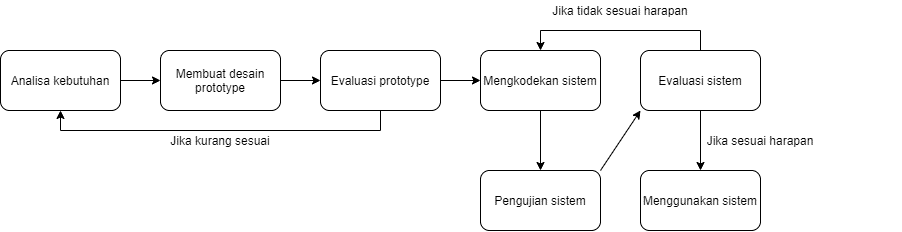 Jika tidak sesuai harapan
Analisa kebutuhan
Membuat desain
prototype
Evaluasi prototype
Mengkodekan sistem
Evaluasi sistem
Jika kurang sesuai
Jika sesuai harapan
Pengujian sistem
Menggunakan sistem